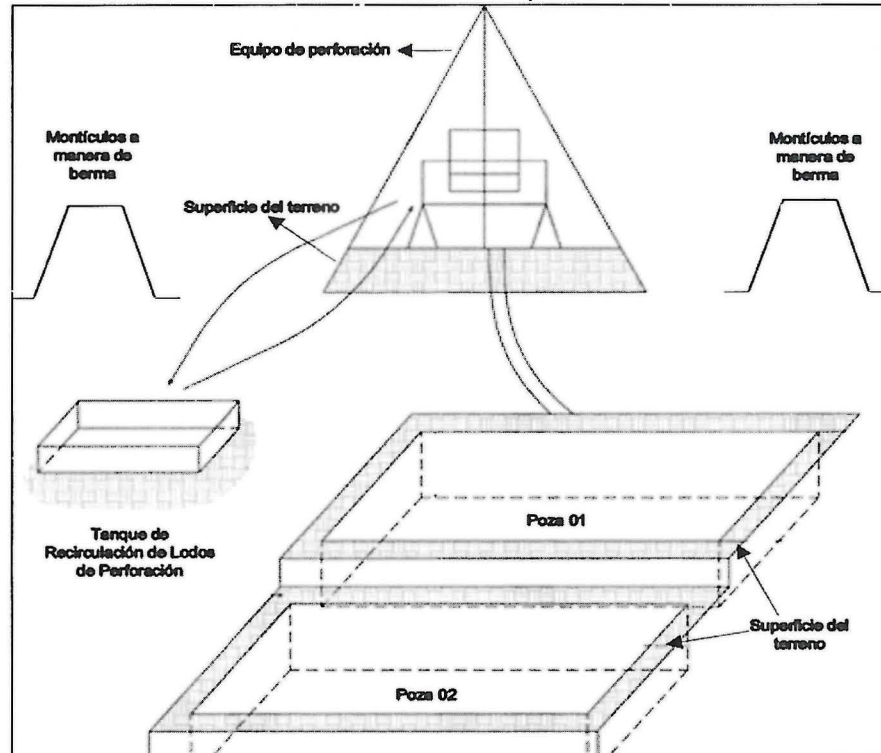 Equipo de perforación
Montículos a
manera de
berma
Montículos a
manera de
berma
Superficie del terreno
Poza 01
Tanque de
Recirculación de Lodos
de Perforación
Superficie del
terreno
Poza 02